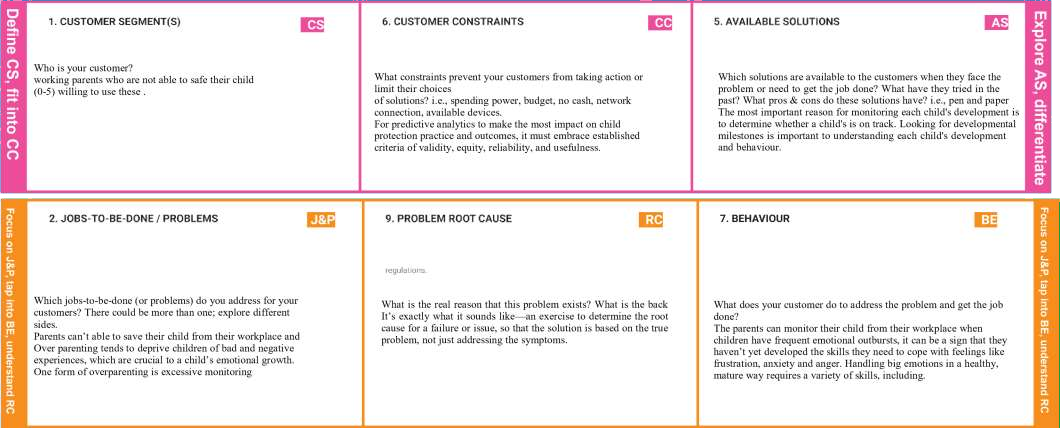 Define CS, fit into CC
1. CUSTOMER SEGMENT(S)
CS
Who is your customer?
working parents who are not able to safe their child
(0-5) willing to use these .
6. CUSTOMER CONSTRAINTS
CC
What constraints prevent your customers from taking action or
limit their choices
of solutions? i.e., spending power, budget, no cash, network
connection, available devices.
For predictive analytics to make the most impact on child
protection practice and outcomes, it must embrace established
criteria of validity, equity, reliability, and usefulness.
5. AVAILABLE SOLUTIONS
AS
Which solutions are available to the customers when they face the
problem or need to get the job done? What have they tried in the
past? What pros & cons do these solutions have? i.e., pen and paper
The most important reason for monitoring each child's development is
to determine whether a child's is on track. Looking for developmental
milestones is important to understanding each child's development
and behaviour.
Explore AS, differentiate
Focus on J&P, tap into BE, understand RC
2. JOBS-TO-BE-DONE / PROBLEMS
J&P
Which jobs-to-be-done (or problems) do you address for your
customers? There could be more than one; explore different
sides.
Parents can't able to save their child from their workplace and
Over parenting tends to deprive children of bad and negative
experiences, which are crucial to a child's emotional growth.
One form of overparenting is excessive monitoring
9. PROBLEM ROOT CAUSE
RC
regulations.
What is the real reason that this problem exists? What is the back
It's exactly what it sounds like—an exercise to determine the root
cause for a failure or issue, so that the solution is based on the true
problem, not just addressing the symptoms.
7. BEHAVIOUR
BE
What does your customer do to address the problem and get the job
done?
The parents can monitor their child from their workplace when
children have frequent emotional outbursts, it can be a sign that they
haven't yet developed the skills they need to cope with feelings like
frustration, anxiety and anger. Handling big emotions in a healthy,
mature way requires a variety of skills, including.
Focus on J&P, tap into BE, understand RC